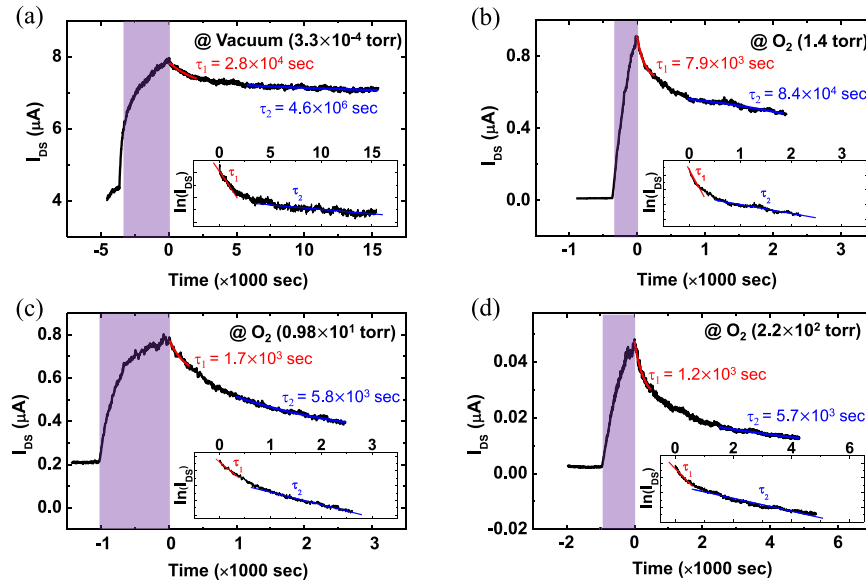 (a)
@ Vacuum (3.3×10⁻⁴ torr)
τ₁ = 2.8×10⁴ sec
τ₂ = 4.6×10⁶ sec
I_DS (μA)
8
6
4
0 5 10 15
ln(I_DS)
τ₁
τ₂
-5 0 5 10 15
Time (×1000 sec)
(b)
@ O₂ (1.4 torr)
τ₁ = 7.9×10³ sec
τ₂ = 8.4×10⁴ sec
I_DS (μA)
0.8
0.4
0.0
0 1 2 3
ln(I_DS)
τ₁
τ₂
-1 0 1 2 3
Time (×1000 sec)
(c)
@ O₂ (0.98×10¹ torr)
τ₁ = 1.7×10³ sec
τ₂ = 5.8×10³ sec
I_DS (μA)
0.8
0.6
0.4
0.2
0.0
0 1 2 3
ln(I_DS)
τ₁
τ₂
-1 0 1 2 3
Time (×1000 sec)
(d)
@ O₂ (2.2×10² torr)
τ₁ = 1.2×10³ sec
τ₂ = 5.7×10³ sec
I_DS (μA)
0.04
0.02
0.00
-0.02
0 2 4 6
ln(I_DS)
τ₁
τ₂
-2 0 2 4 6
Time (×1000 sec)